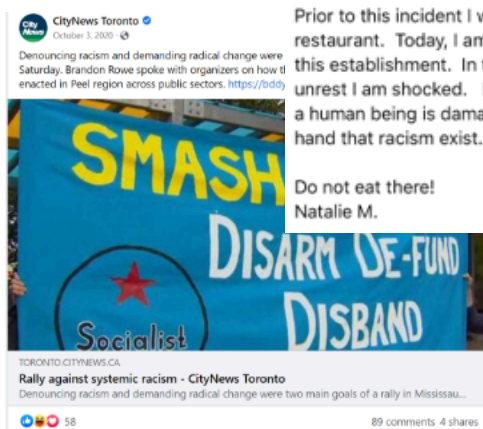 City News
CityNews Toronto
October 3, 2020 ·
Denouncing racism and demanding radical change were
Saturday. Brandon Rowe spoke with organizers on how t
enacted in Peel region across public sectors. https://bddy
Prior to this incident I
restaurant. Today, I am
this establishment. In
unrest I am shocked.
a human being is dama
hand that racism exist.
Do not eat there!
Natalie M.
SMASH
DISARM DE-FUND
DISBAND
Socialist
TORONTO.CITYNEWS.CA
Rally against systemic racism - CityNews Toronto
Denouncing racism and demanding radical change were two main goals of a rally in Mississau...
58
89 comments 4 shares